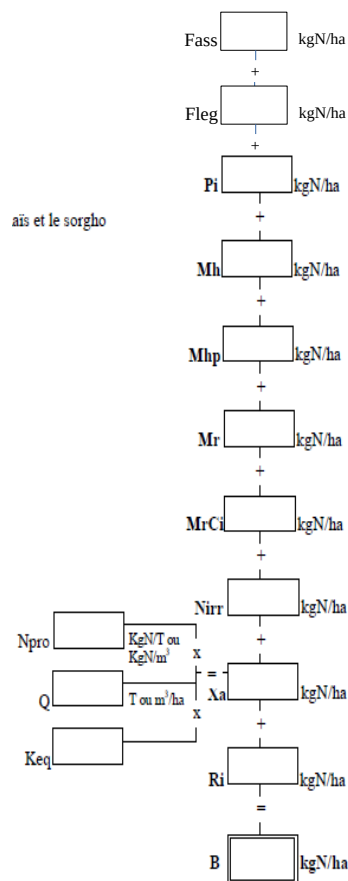 Fass kgN/ha
+
Fleg kgN/ha
+
Pi kgN/ha
+
aïs et le sorgho
Mh kgN/ha
+
Mhp kgN/ha
+
Mr kgN/ha
+
MrCi kgN/ha
+
Nirr kgN/ha
+
Npro KgN/T ou
KgN/m³
x
=
Xa kgN/ha
Q T ou m³/ha
x
+
Keq
Ri kgN/ha
=
B kgN/ha